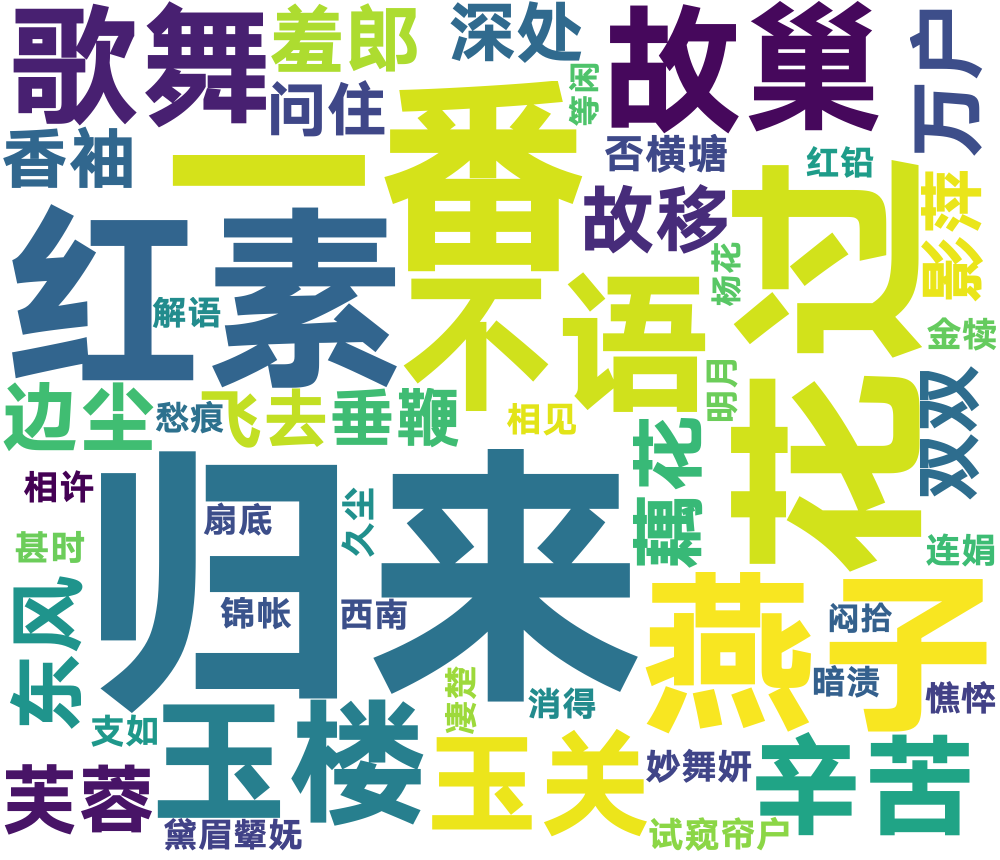 歌舞
羞郎
深处
故巢
万户
问住
等闲
香袖
一番
否横塘
红铅
故移
影萍
过
红素
不语
杨花
解语
金犊
边尘
愁痕
飞去
垂鞭
相见
明月
花
双双
藕花
归来
相许
扇底
久尘
甚时
连娟
燕子
东风
锦帐
西南
闷拾
暗渍
憔悴
凄楚
消得
支如
玉楼
玉关
妙舞妍
辛苦
芙蓉
黛眉颦妩
试窥帘户